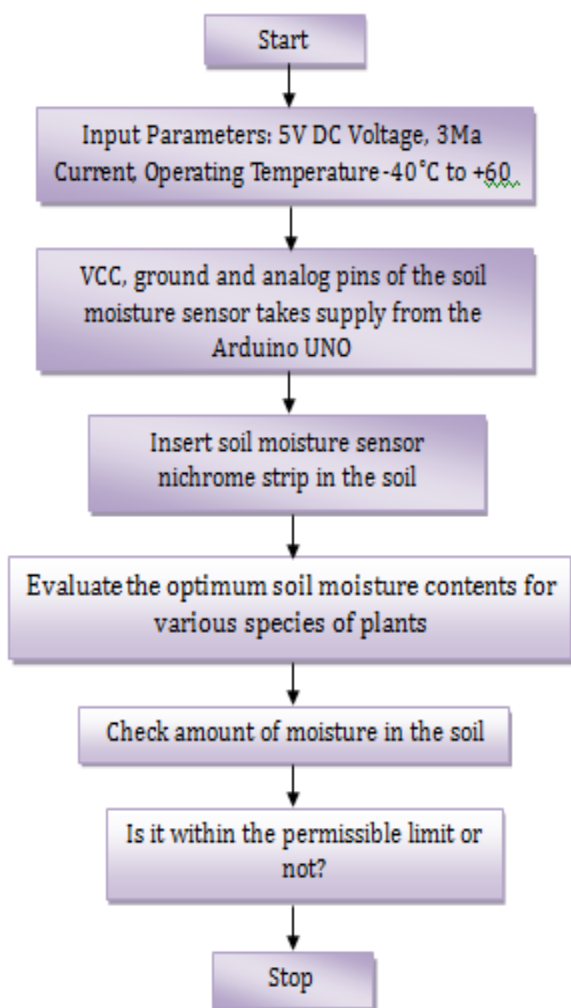 Start
Input Parameters: 5V DC Voltage, 3Ma
Current, Operating Temperature -40°C to +60
VCC, ground and analog pins of the soil
moisture sensor takes supply from the
Arduino UNO
Insert soil moisture sensor
nichrome strip in the soil
Evaluate the optimum soil moisture contents for
various species of plants
Check amount of moisture in the soil
Is it within the permissible limit or
not?
Stop